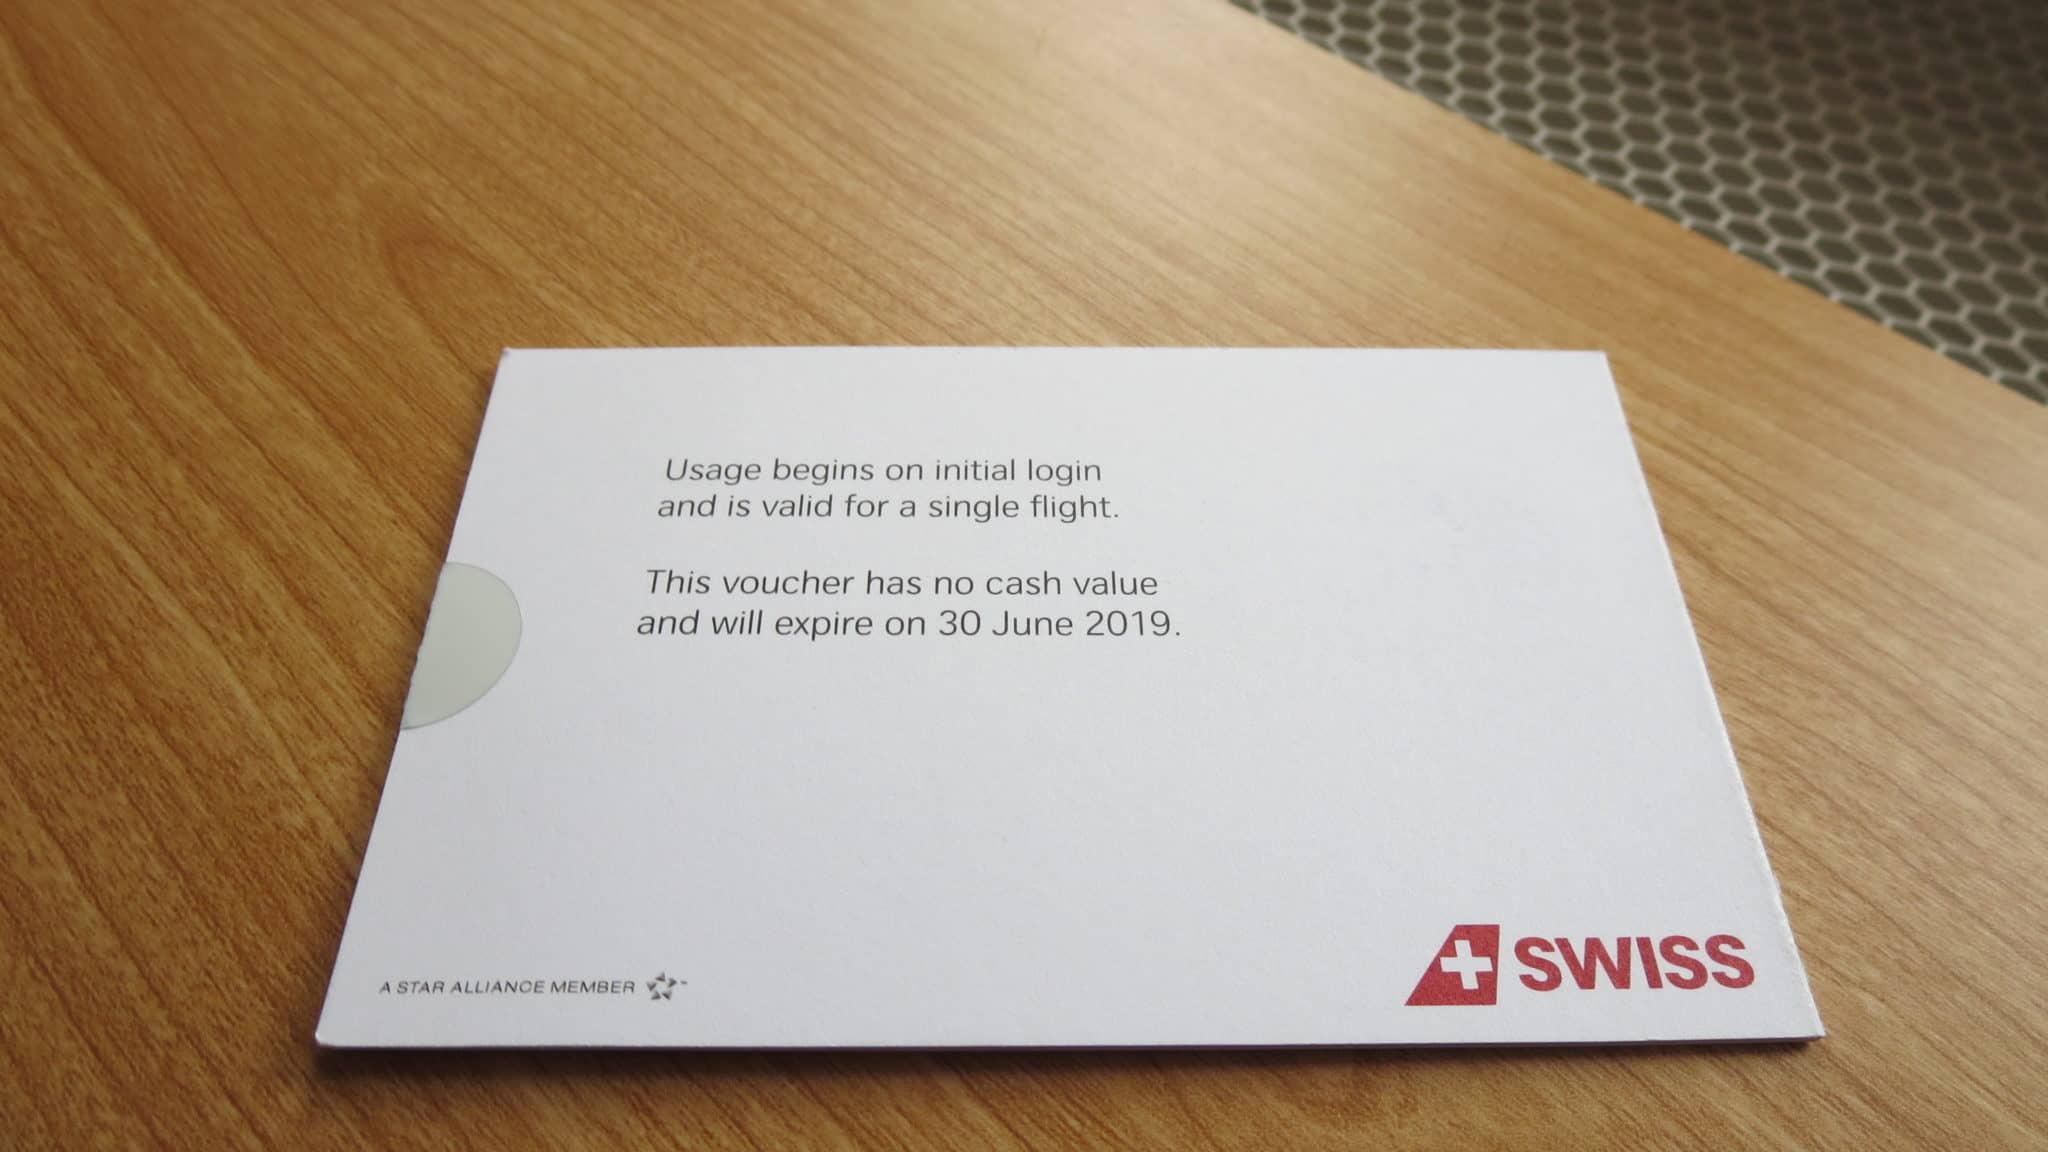 Usage begins on initial login
and is valid for a single flight.
This voucher has no cash value
and will expire on 30 June 2019.
A STAR ALLIANCE MEMBER
SWISS